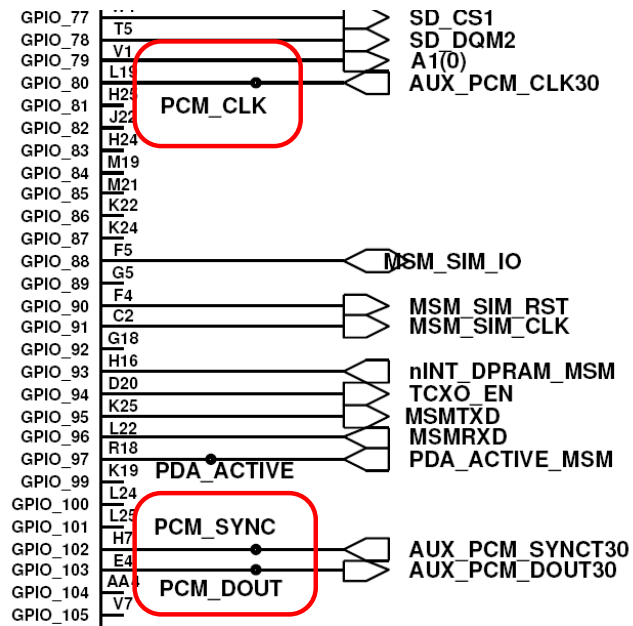 GPIO_77 SD_CS1
GPIO_78 T5 SD_DQM2
GPIO_79 V1 A1(0)
GPIO_80 L19 AUX_PCM_CLK30
GPIO_81 H25 PCM_CLK
GPIO_82 J22
GPIO_83 H24
GPIO_84 M19
GPIO_85 M21
GPIO_86 K22
GPIO_87 K24
GPIO_88 F5 MSM_SIM_IO
GPIO_89 G5
GPIO_90 F4 MSM_SIM_RST
GPIO_91 C2 MSM_SIM_CLK
GPIO_92 G18
GPIO_93 H16 nINT_DPRAM_MSM
GPIO_94 D20 TCXO_EN
GPIO_95 K25 MSMTXD
GPIO_96 L22 MSMRXD
GPIO_97 R18 PDA_ACTIVE_MSM
GPIO_99 K19 PDA_ACTIVE
GPIO_100 L24
GPIO_101 L25 PCM_SYNC
GPIO_102 H7 AUX_PCM_SYNCT30
GPIO_103 E4 AUX_PCM_DOUT30
GPIO_104 AA4 PCM_DOUT
GPIO_105 V7